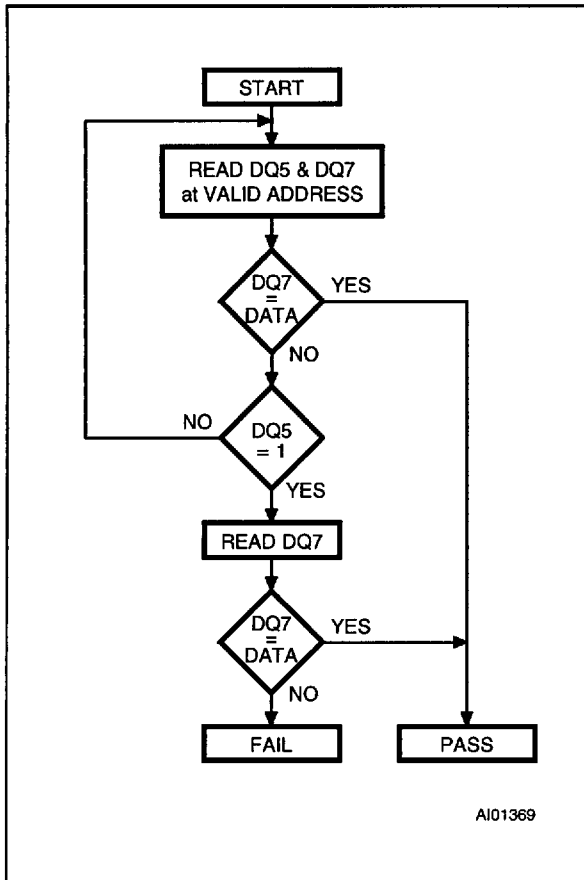 START
READ DQ5 & DQ7
at VALID ADDRESS
DQ7
=
DATA
YES
NO
NO
DQ5
= 1
YES
READ DQ7
DQ7
=
DATA
YES
NO
FAIL
PASS
AI01369